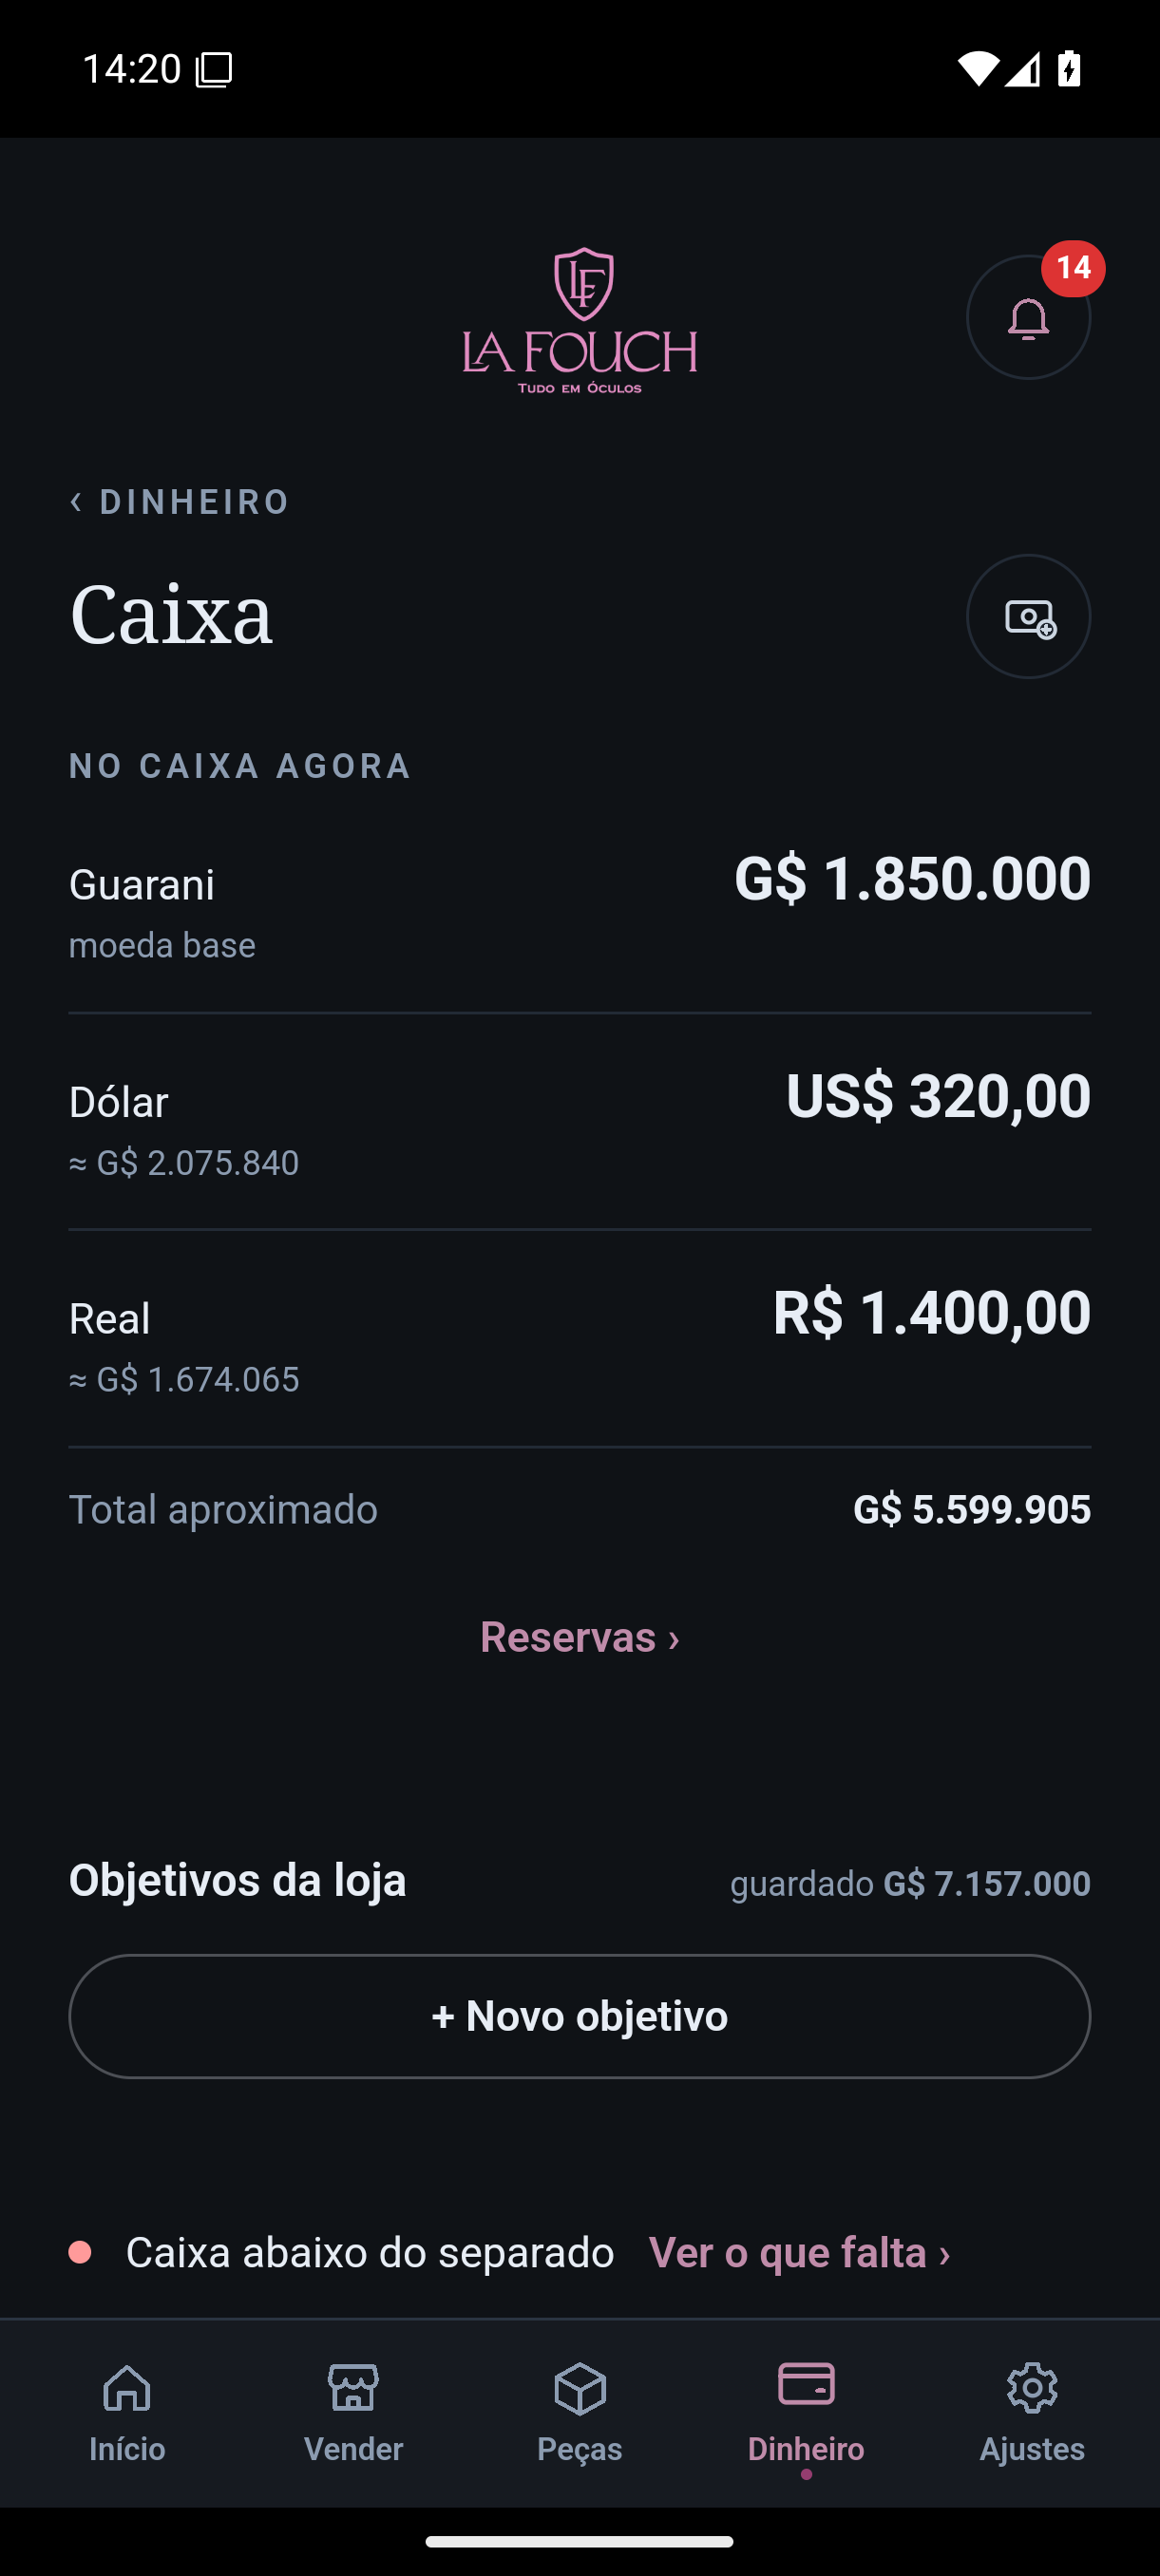 14:20
14
LF
LA FOUCH
TUDO EM ÓCULOS
‹ DINHEIRO
Caixa
NO CAIXA AGORA
Guarani G$ 1.850.000
moeda base
Dólar US$ 320,00
≈ G$ 2.075.840
Real R$ 1.400,00
≈ G$ 1.674.065
Total aproximado G$ 5.599.905
Reservas ›
Objetivos da loja guardado G$ 7.157.000
+ Novo objetivo
Caixa abaixo do separado Ver o que falta ›
Início Vender Peças Dinheiro Ajustes